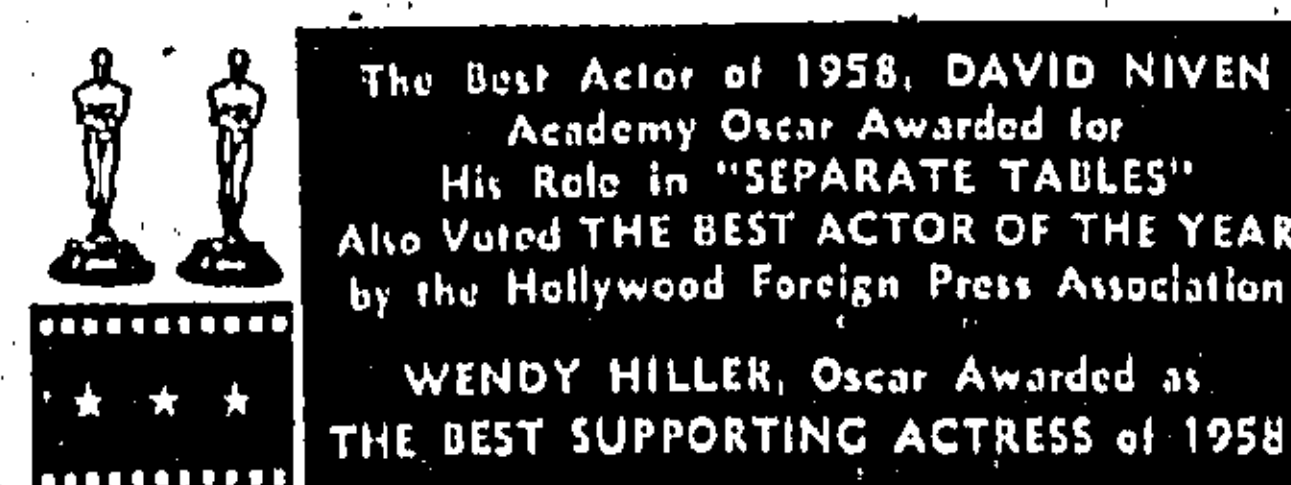 The Best Actor of 1958, DAVID NIVEN
Academy Oscar Awarded for
His Role in "SEPARATE TABLES"
Also Voted THE BEST ACTOR OF THE YEAR
by the Hollywood Foreign Press Association
WENDY HILLER, Oscar Awarded as
THE BEST SUPPORTING ACTRESS of 1958